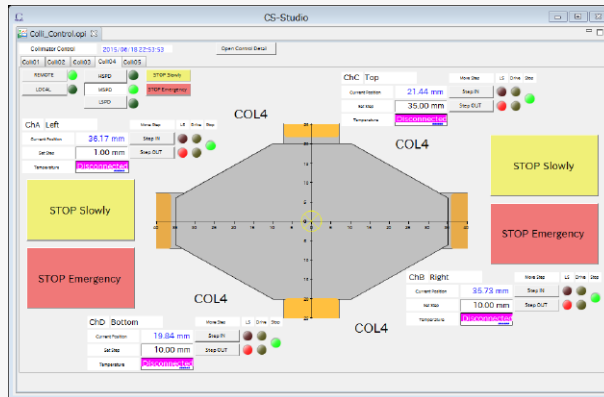 CS-Studio
Colli_Control.opi
Collimator Control 2015/06/18 22:53:53 Open Control Detail
Colli01 Colli02 Colli03 Colli04 Colli05
REMOTE HSPD STOP Slowly
LOCAL MSPD STOP Emergency
LSPD
ChC Top Move Step LS Drive Stop
Current Position 21.44 mm Step IN
35.00 mm Step OUT
Temperature Disconnected
COL4
COL4
ChA Left Move Step LS Drive Stop
Current Position 36.17 mm Step IN
Set Step 1.00 mm Step OUT
Temperature Disconnected
STOP Slowly
STOP Emergency
STOP Slowly
STOP Emergency
COL4
COL4
ChB Right Move Step LS Drive Stop
Current Position 35.73 mm Step IN
10.00 mm Step OUT
Temperature Disconnected
ChD Bottom Move Step LS Drive Stop
Current Position 19.84 mm Step IN
Set Step 10.00 mm Step OUT
Temperature Disconnected